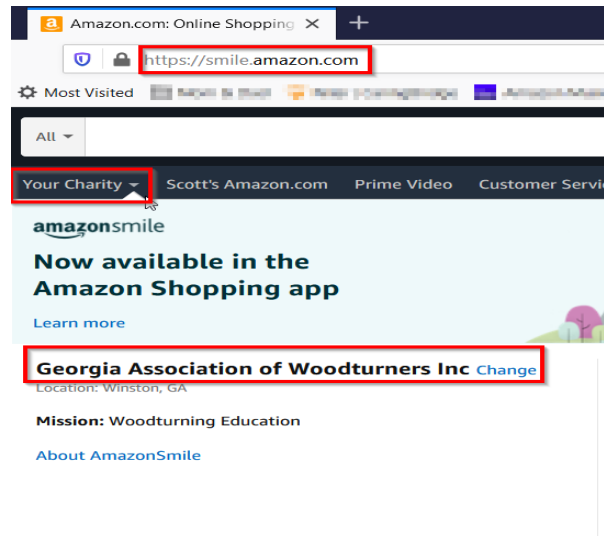 Amazon.com: Online Shopping
https://smile.amazon.com
Most Visited
All
Your Charity Scott's Amazon.com Prime Video Customer Servi
amazonsmile
Now available in the
Amazon Shopping app
Learn more
Georgia Association of Woodturners Inc Change
Location: Winston, GA
Mission: Woodturning Education
About AmazonSmile